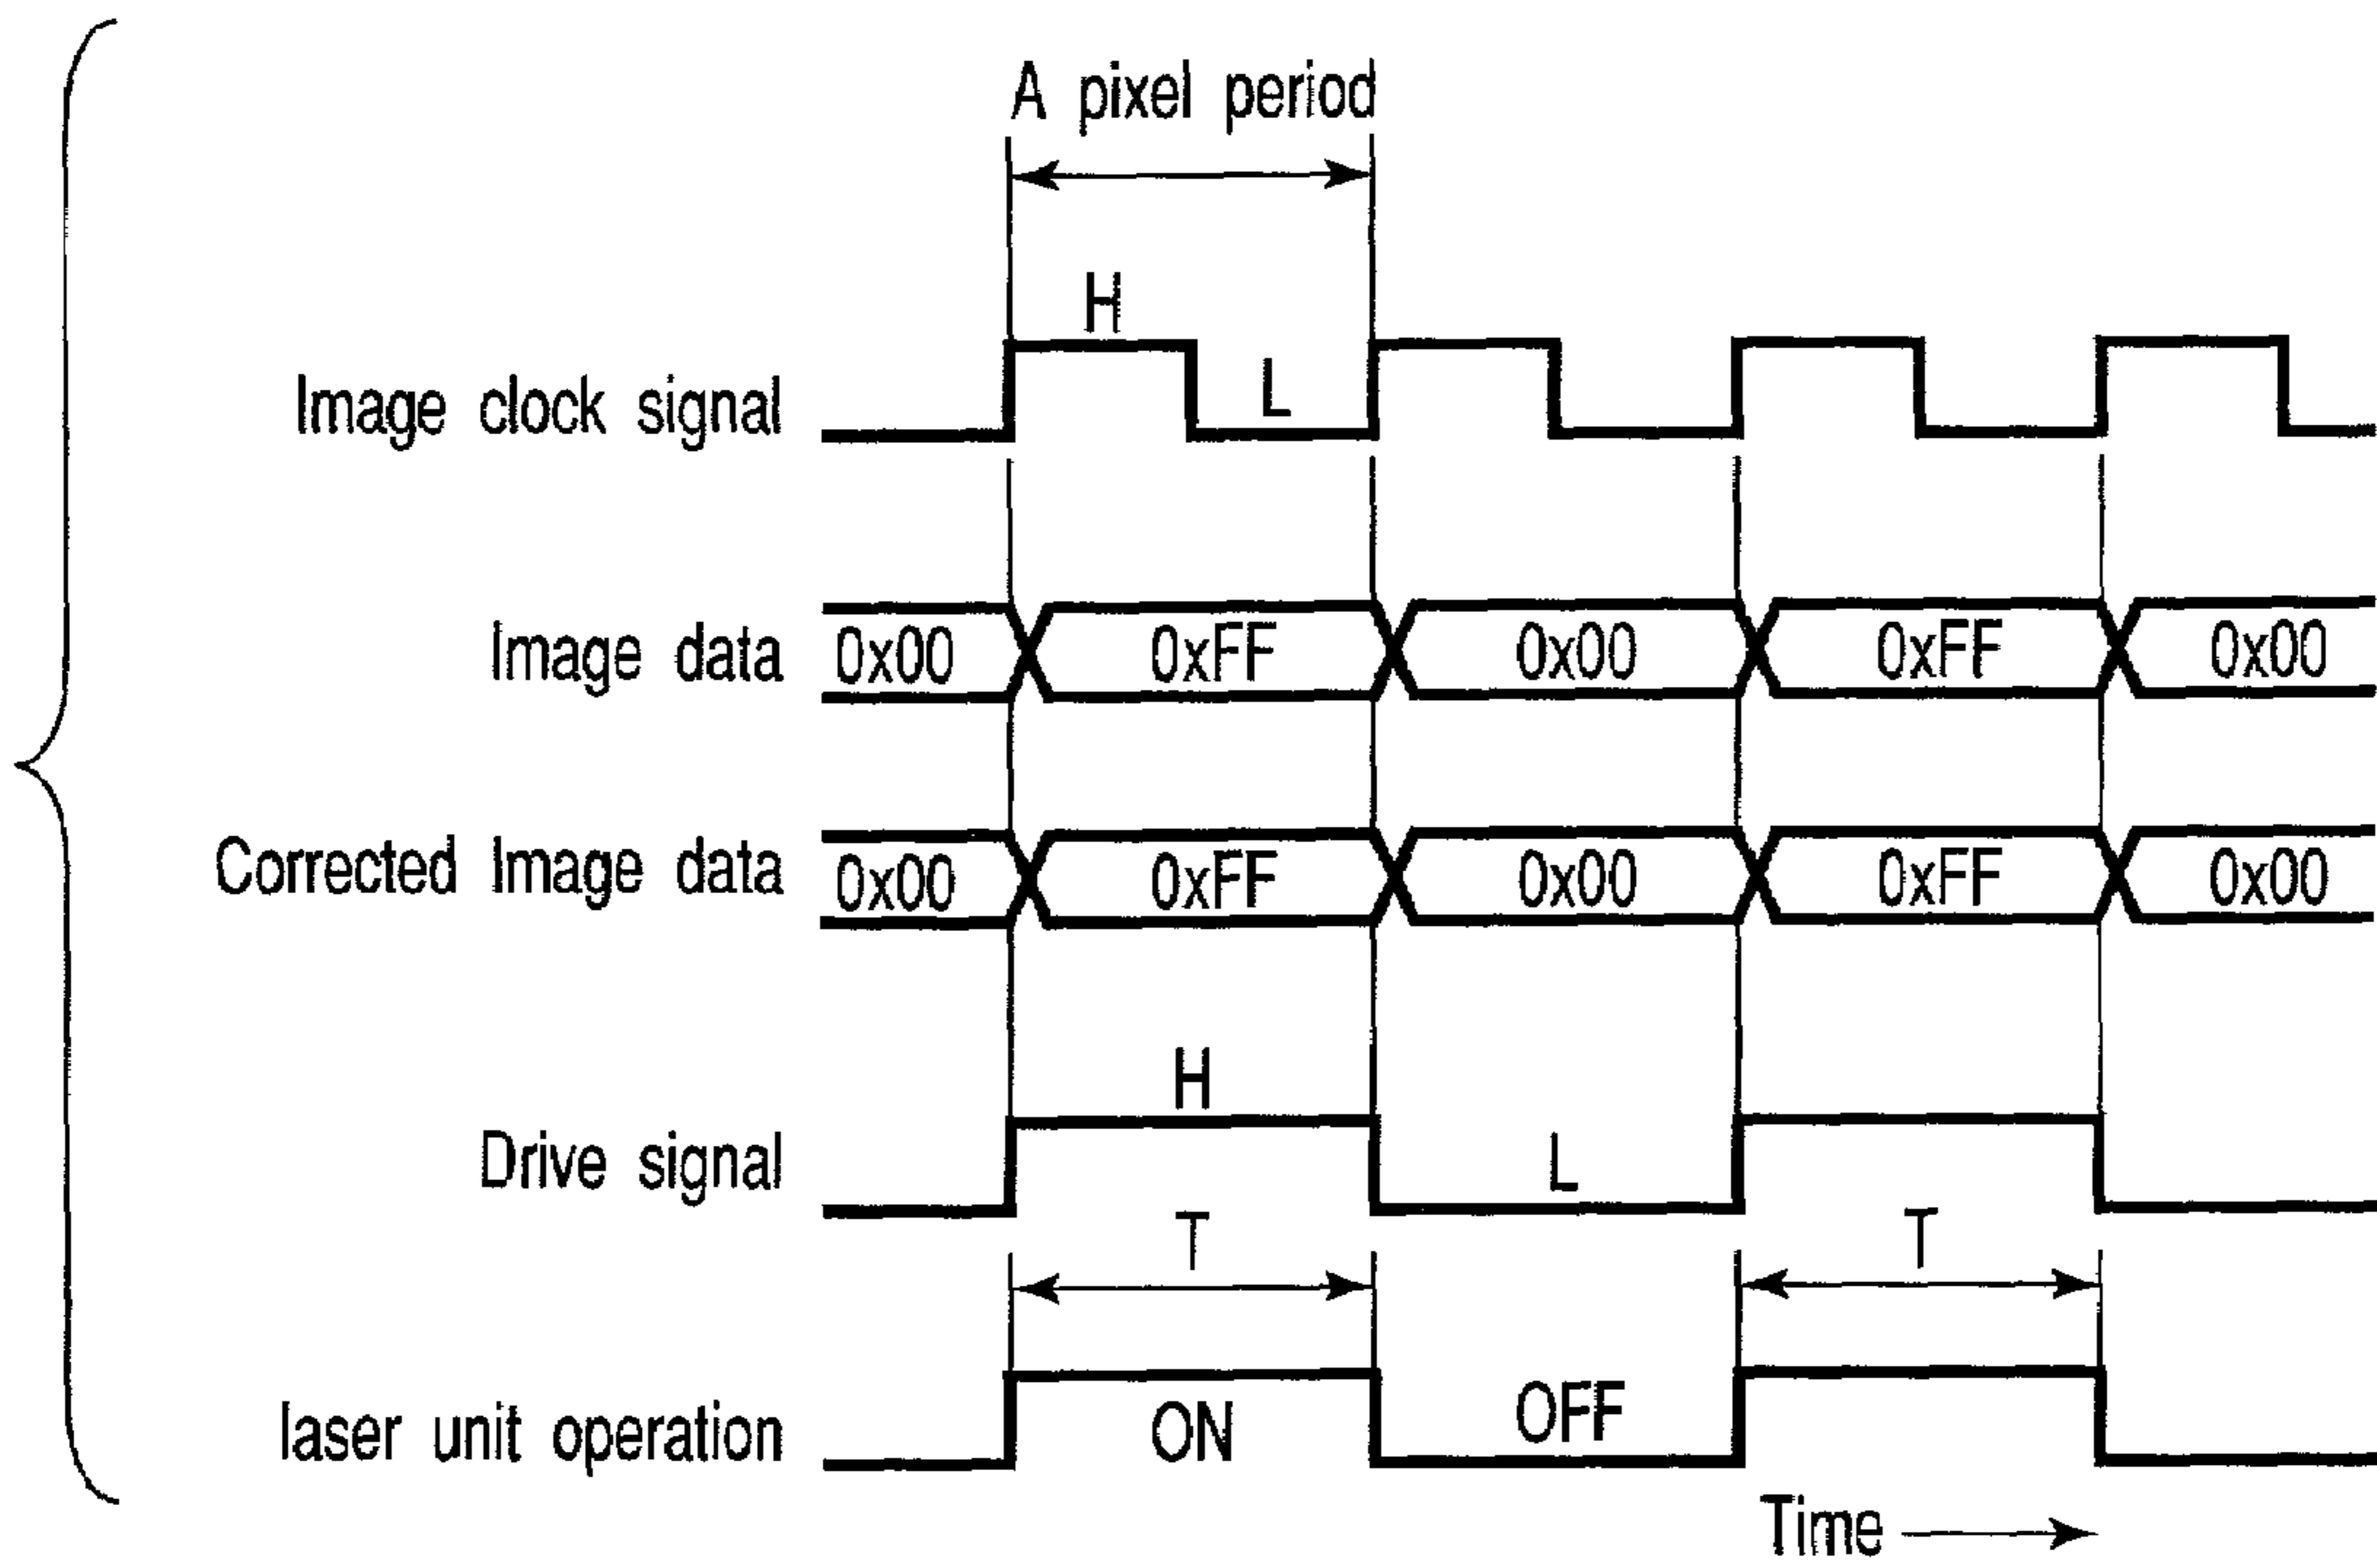 A pixel period
H
L
Image clock signal
Image data 0x00 0xFF 0x00 0xFF 0x00
Corrected Image data 0x00 0xFF 0x00 0xFF 0x00
H
Drive signal L
T T
laser unit operation ON OFF
Time